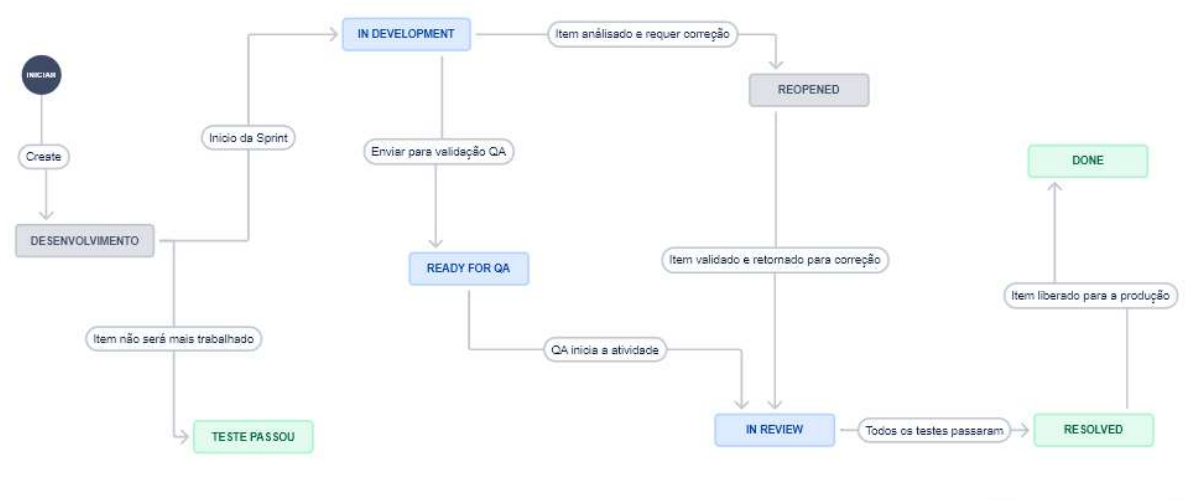 IN DEVELOPMENT
Item análisado e requer correção
INICIAR
REOPENED
Inicio da Sprint
Enviar para validação QA
Create
DONE
DESENVOLVIMENTO
Item validado e retornado para correção
READY FOR QA
Item liberado para a produção
Item não será mais trabalhado
QA inicia a atividade
TESTE PASSOU
IN REVIEW
Todos os testes passaram
RESOLVED